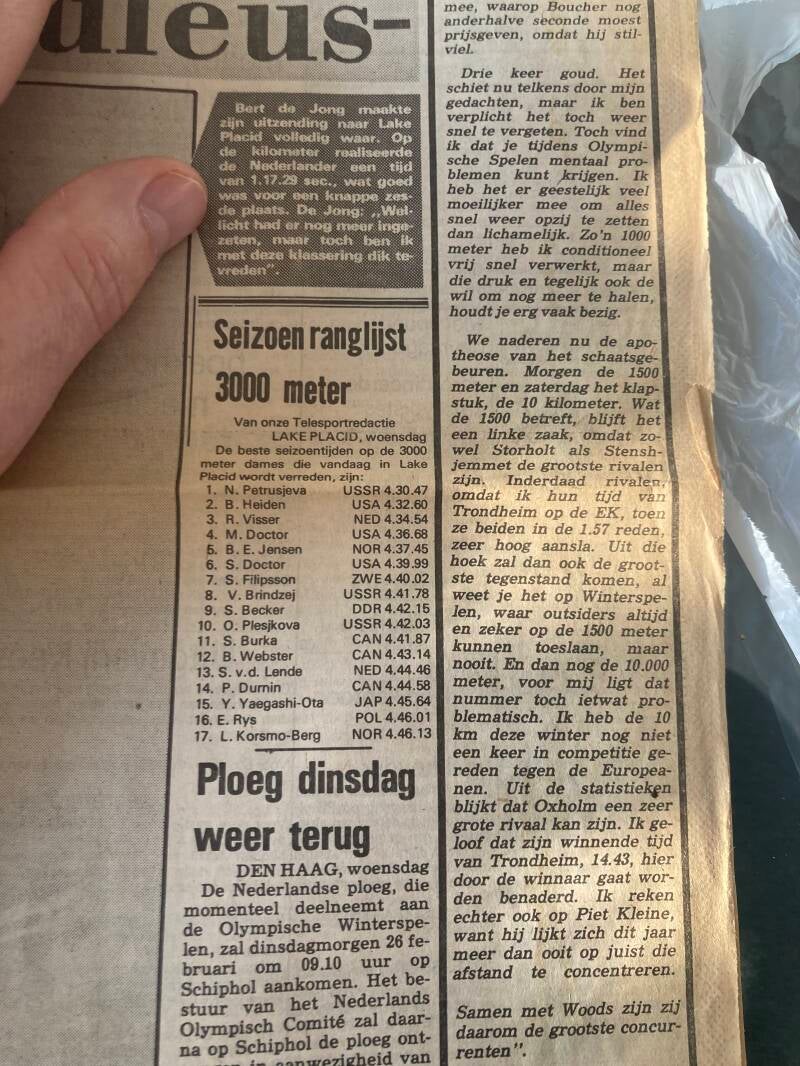 dleus-
Bert de Jong maakte
zijn uitzending naar Lake
Placid volledig waar. Op
de kilometer realiseerde
de Nederlander een tijd
van 1.17.29 sec., wat goed
was voor een knappe zes-
de plaats. De Jong: „Wel-
licht had er nog meer inge-
zeten, maar toch ben ik
met deze klassering dik te-
vreden".
Seizoen ranglijst
3000 meter
Van onze Telesportredactie
LAKE PLACID, woensdag
De beste seizoentijden op de 3000
meter dames die vandaag in Lake
Placid wordt verreden, zijn:
1. N. Petrusjeva USSR 4.30.47
2. B. Heiden USA 4.32.60
3. R. Visser NED 4.34.54
4. M. Doctor USA 4.36.68
5. B. E. Jensen NOR 4.37.45
6. S. Doctor USA 4.39.99
7. S. Filipsson ZWE 4.40.02
8. V. Brindzej USSR 4.41.78
9. S. Becker DDR 4.42.15
10. O. Plesjkova USSR 4.42.03
11. S. Burka CAN 4.41.87
12. B. Webster CAN 4.43.14
13. S. v.d. Lende NED 4.44.46
14. P. Durnin CAN 4.44.58
15. Y. Yaegashi-Ota JAP 4.45.64
16. E. Rys POL 4.46.01
17. L. Korsmo-Berg NOR 4.46.13
Ploeg dinsdag
weer terug
DEN HAAG, woensdag
De Nederlandse ploeg, die
momenteel deelneemt aan
de Olympische Winterspe-
len, zal dinsdagmorgen 26 fe-
bruari om 09.10 uur op
Schiphol aankomen. Het be-
stuur van het Nederlands
Olympisch Comité zal daar-
na op Schiphol de ploeg ont-
in aanwezigheid van
mee, waarop Boucher nog
anderhalve seconde moest
prijsgeven, omdat hij stil-
viel.
Drie keer goud. Het
schiet nu telkens door mijn
gedachten, maar ik ben
verplicht het toch weer
snel te vergeten. Toch vind
ik dat je tijdens Olympi-
sche Spelen mentaal pro-
blemen kunt krijgen. Ik
heb het er geestelijk veel
moeilijker mee om alles
snel weer opzij te zetten
dan lichamelijk. Zo'n 1000
meter heb ik conditioneel
vrij snel verwerkt, maar
die druk en tegelijk ook de
wil om nog meer te halen,
houdt je erg vaak bezig.
We naderen nu de apo-
theose van het schaatsge-
beuren. Morgen de 1500
meter en zaterdag het klap-
stuk, de 10 kilometer. Wat
de 1500 betreft, blijft het
een linke zaak, omdat zo-
wel Storholt als Stensh-
jemmet de grootste rivalen
zijn. Inderdaad rivalen,
omdat ik hun tijd van
Trondheim op de EK, toen
ze beiden in de 1.57 reden,
zeer hoog aansla. Uit die
hoek zal dan ook de groot-
ste tegenstand komen, al
weet je het op Winterspe-
len, waar outsiders altijd
en zeker op de 1500 meter
kunnen toeslaan, maar
nooit. En dan nog de 10.000
meter, voor mij ligt dat
nummer toch ietwat pro-
blematisch. Ik heb de 10
km deze winter nog niet
een keer in competitie ge-
reden tegen de Europea-
nen. Uit de statistieken
blijkt dat Oxholm een zeer
grote rivaal kan zijn. Ik ge-
loof dat zijn winnende tijd
van Trondheim, 14.43, hier
door de winnaar gaat wor-
den benaderd. Ik reken
echter ook op Piet Kleine,
want hij lijkt zich dit jaar
meer dan ooit op juist die
afstand te concentreren.
Samen met Woods zijn zij
daarom de grootste concur-
renten".